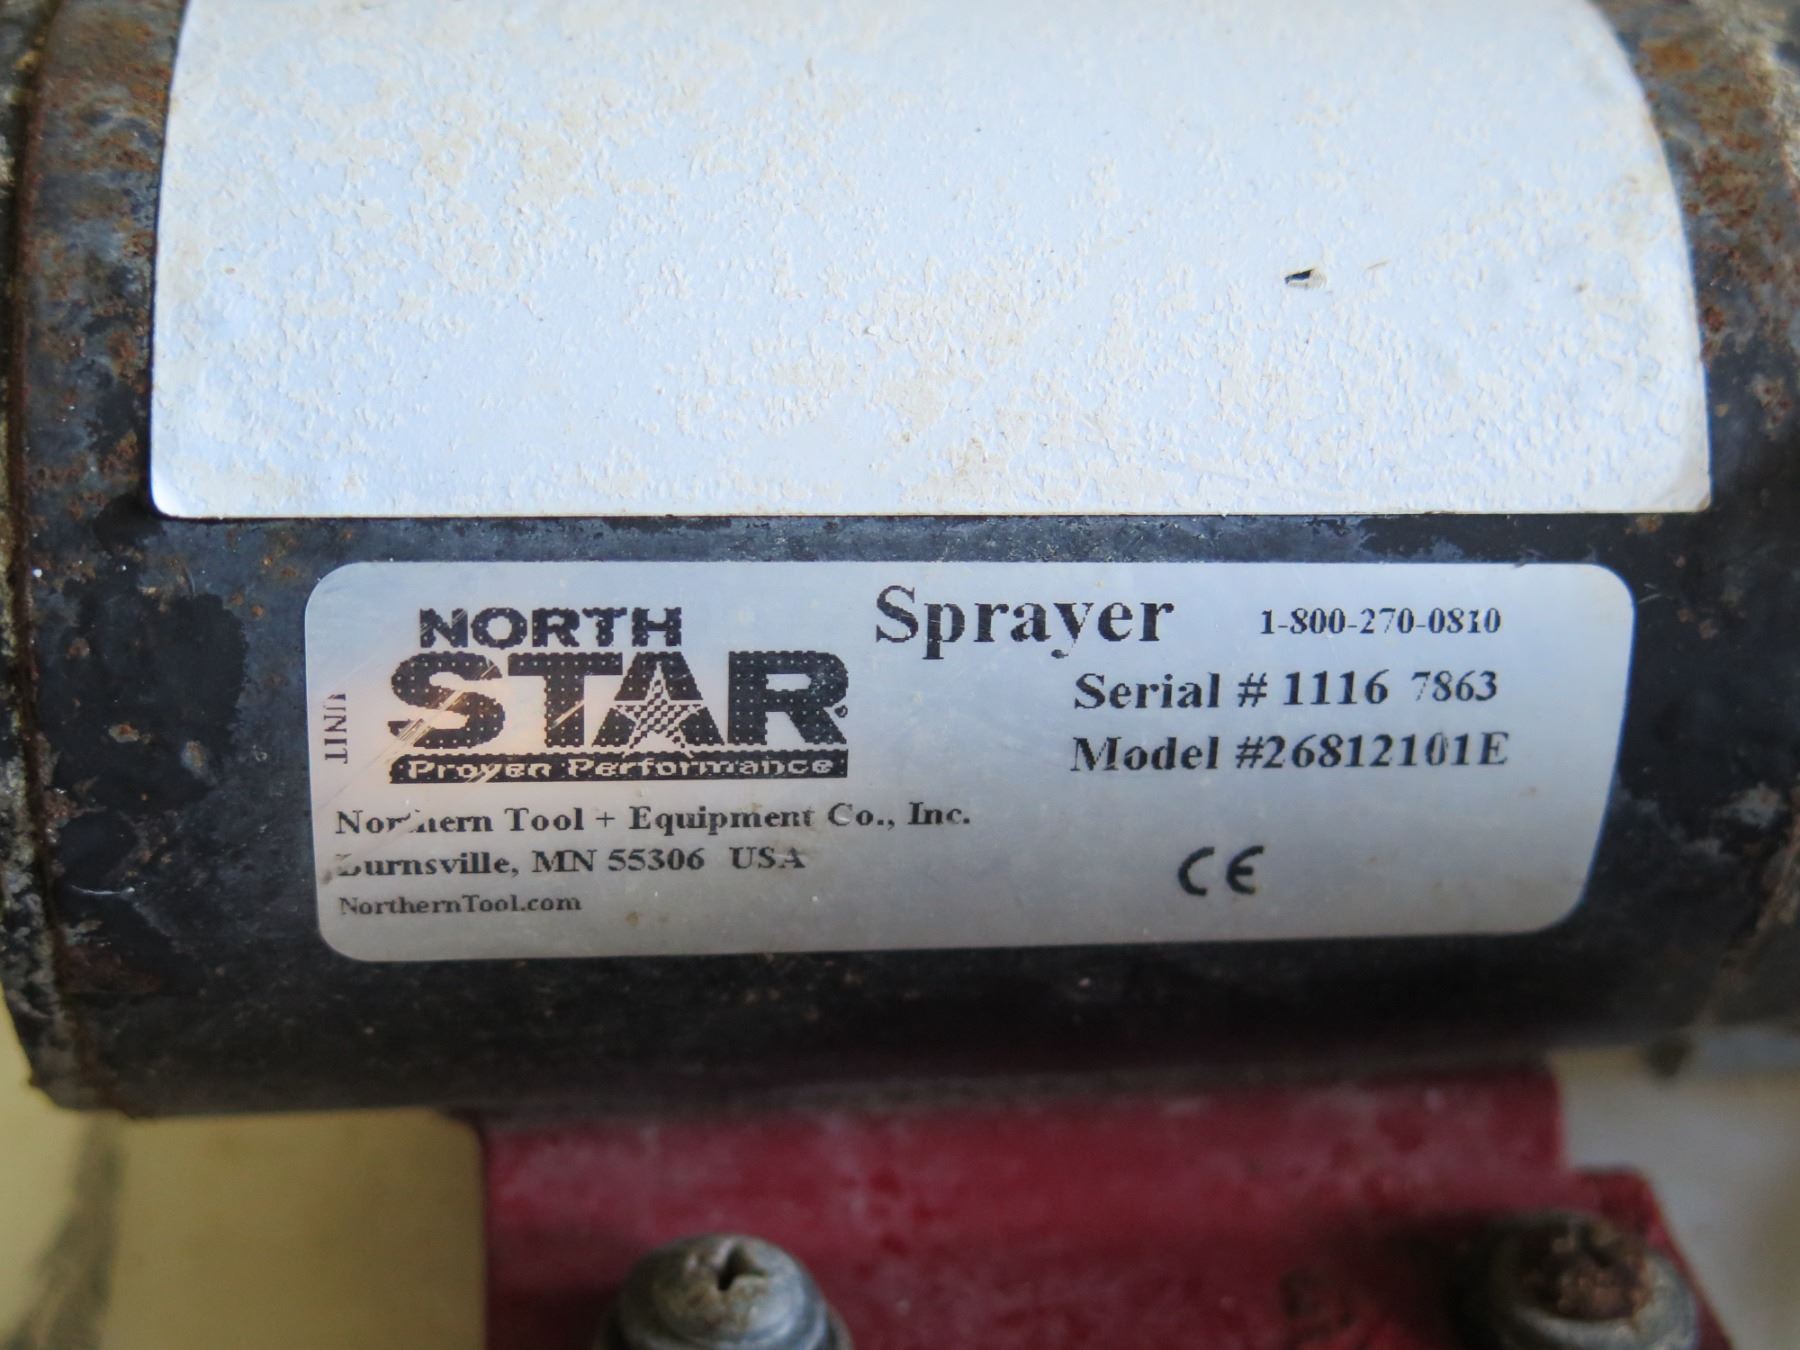 NORTH
STAR
Proven Performance
UNIT
Sprayer 1-800-270-0810
Serial # 1116 7863
Model #26812101E
Northern Tool + Equipment Co., Inc.
Burnsville, MN 55306 USA
NorthernTool.com
CE